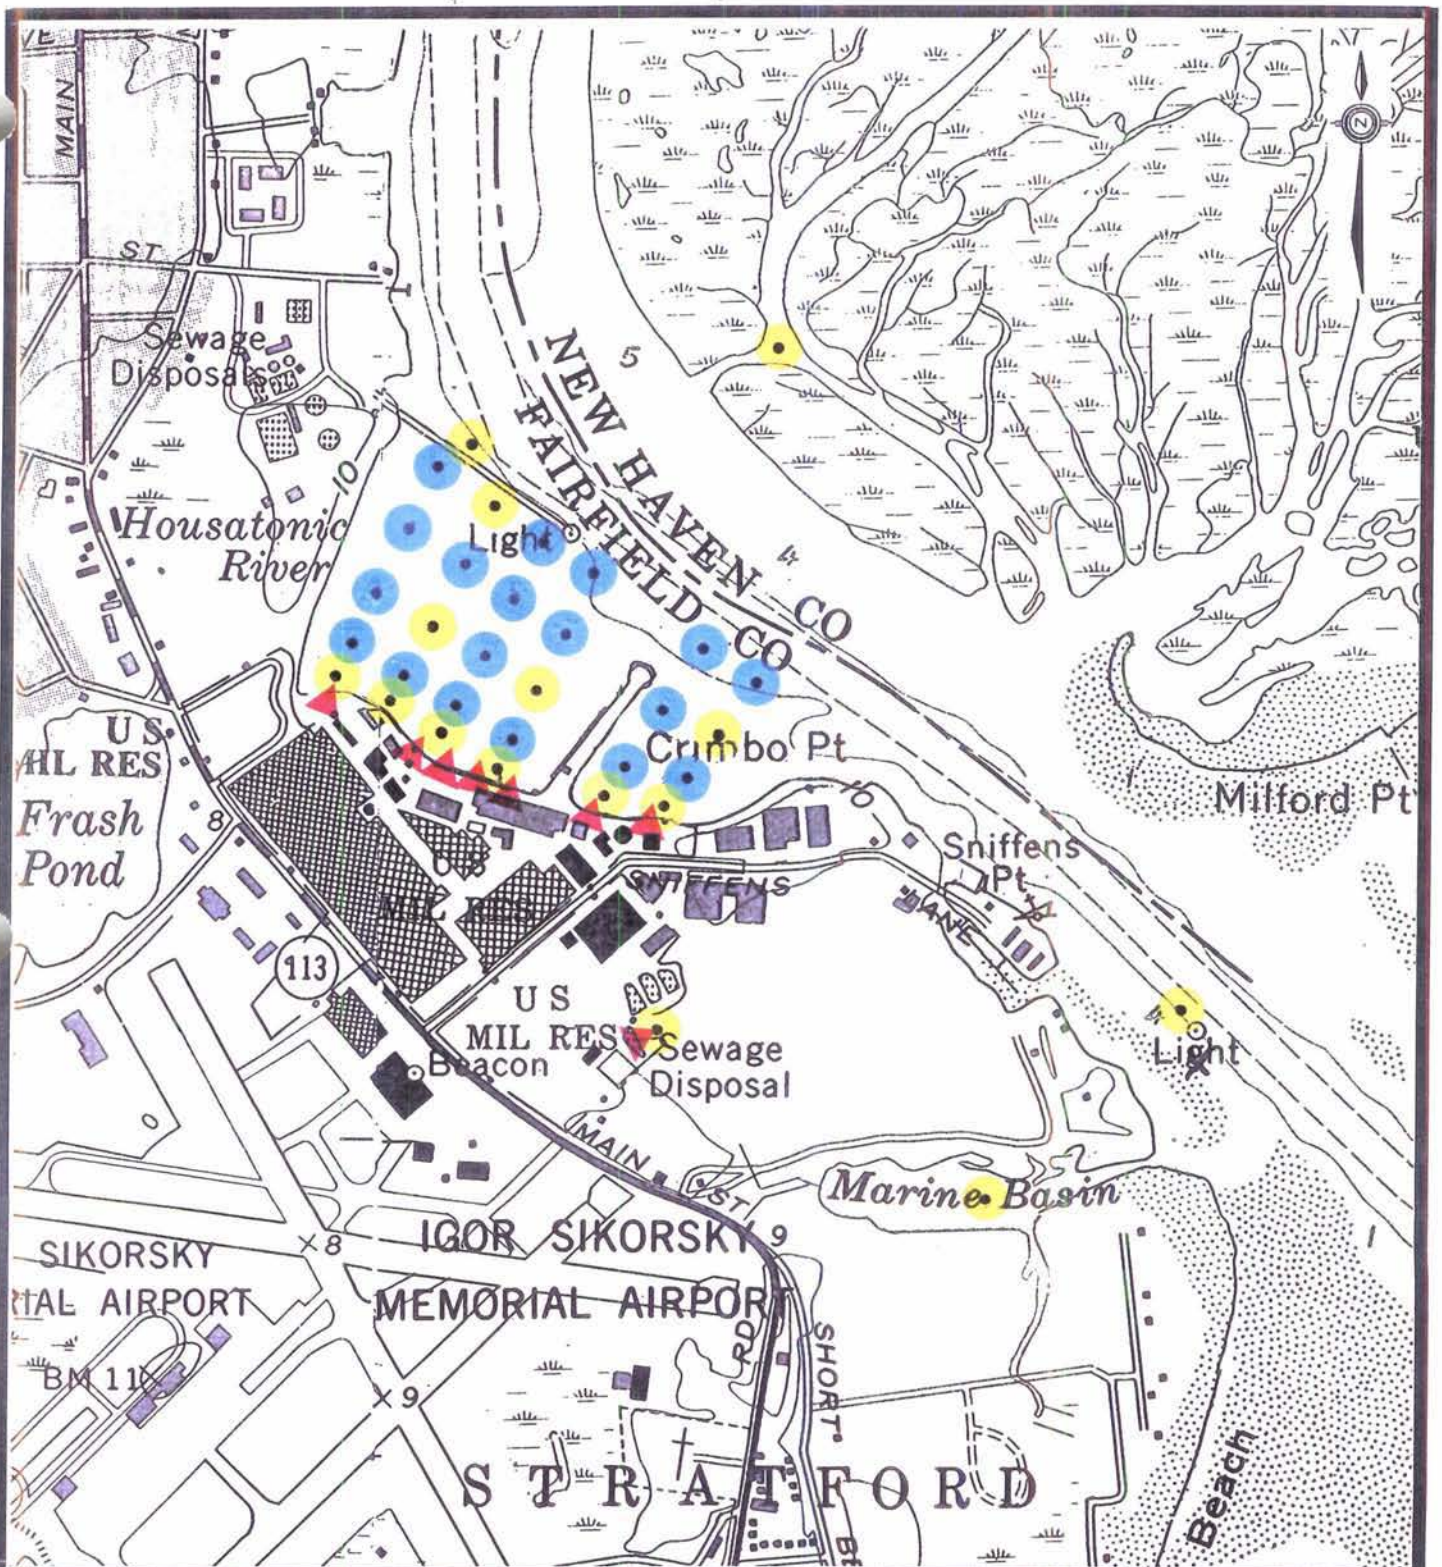 MAIN
ST
N
Sewage
Disposals
5
NEW HAVEN CO
FAIRFIELD CO
10
Housatonic
River
Light
4
U S
MIL RES
Frash
Pond
8
Crimbo Pt
10
Milford Pt
Sniffens
Pt
U S
MIL RES
SNIFFENS
LANE
113
U S
MIL RES
Beacon
Sewage
Disposal
4
Light
MAIN
ST
Marine Basin
1
SIKORSKY
8
IGOR SIKORSKY
9
RIAL AIRPORT
MEMORIAL AIRPORT
RD
SHORT
BM 11
9
STRATFORD
Beach